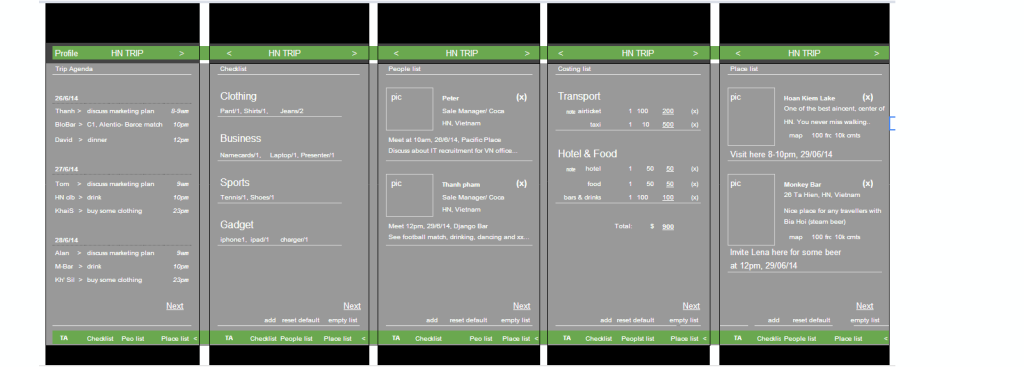 Profile HN TRIP >
Trip Agenda
26/6/14
Thanh > discuss marketing plan 8-9am
BloBar > C1, Alentio- Barca match 10pm
David > dinner 12pm
27/6/14
Tom > discuss marketing plan 9am
HN clb > drink 10pm
KhaiS > buy some clothing 23pm
28/6/14
Alan > discuss marketing plan 9am
M-Bar > drink 10pm
Kh' Sil > buy some clothing 23pm
Next
TA Checklist Peo list Place list <
< HN TRIP >
Checklist
Clothing
Pant/1, Shirts/1, Jeans/2
Business
Namecards/1, Laptop/1, Presenter/1
Sports
Tennis/1, Shoes/1
Gadget
iphone1, ipad/1 charger/1
Next
add reset default empty list
TA Checklist People list Place list <
< HN TRIP >
People list
pic Peter (x)
Sale Manager/ Coca
HN, Vietnam
Meet at 10am, 28/6/14, Pacific Place
Discuss about IT recruitment for VN office...
pic Thanh pham (x)
Sale Manager/ Coca
HN, Vietnam
Meet 12pm, 29/6/14, Django Bar
See football match, drinking, dancing and xx...
Next
add reset default empty list
TA Checklist Peo list Place list <
< HN TRIP >
Costing list
Transport
airticket 1 100 200 (x)
taxi 1 10 500 (x)
Hotel & Food
hotel 1 50 50 (x)
food 1 50 50 (x)
bars & drinks 1 100 100 (x)
Total: $ 900
Next
add reset default empty list
TA Checklist Peoplst list Place list <
< HN TRIP >
Place list
pic Hoan Kiem Lake (x)
One of the best aincent, center of
HN. You never miss walking..
map 100 fr. 10k cmts
Visit here 8-10pm, 29/06/14
pic Monkey Bar (x)
26 Ta Hien, HN, Vietnam
Nice place for any travellers with
Bia Hoi (steam beer)
map 100 fr. 10k cmts
Invite Lena here for some beer
at 12pm, 29/06/14
Next
add reset default empty list
TA Checklis People list Place list <